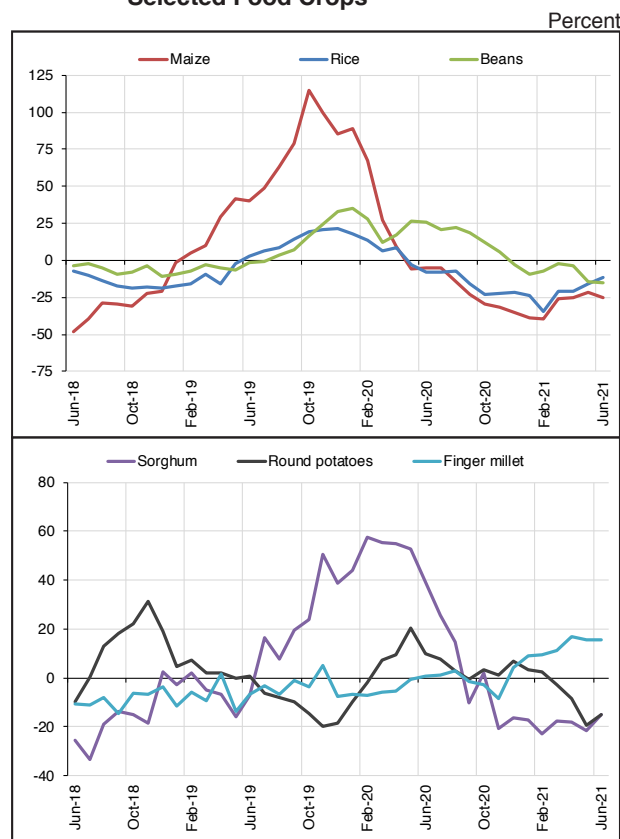 Selected Food Crops
Percent
Maize Rice Beans
125
100
75
50
25
0
-25
-50
-75
Jun-18 Oct-18 Feb-19 Jun-19 Oct-19 Feb-20 Jun-20 Oct-20 Feb-21 Jun-21
Sorghum Round potatoes Finger millet
80
60
40
20
0
-20
-40
Jun-18 Oct-18 Feb-19 Jun-19 Oct-19 Feb-20 Jun-20 Oct-20 Feb-21 Jun-21